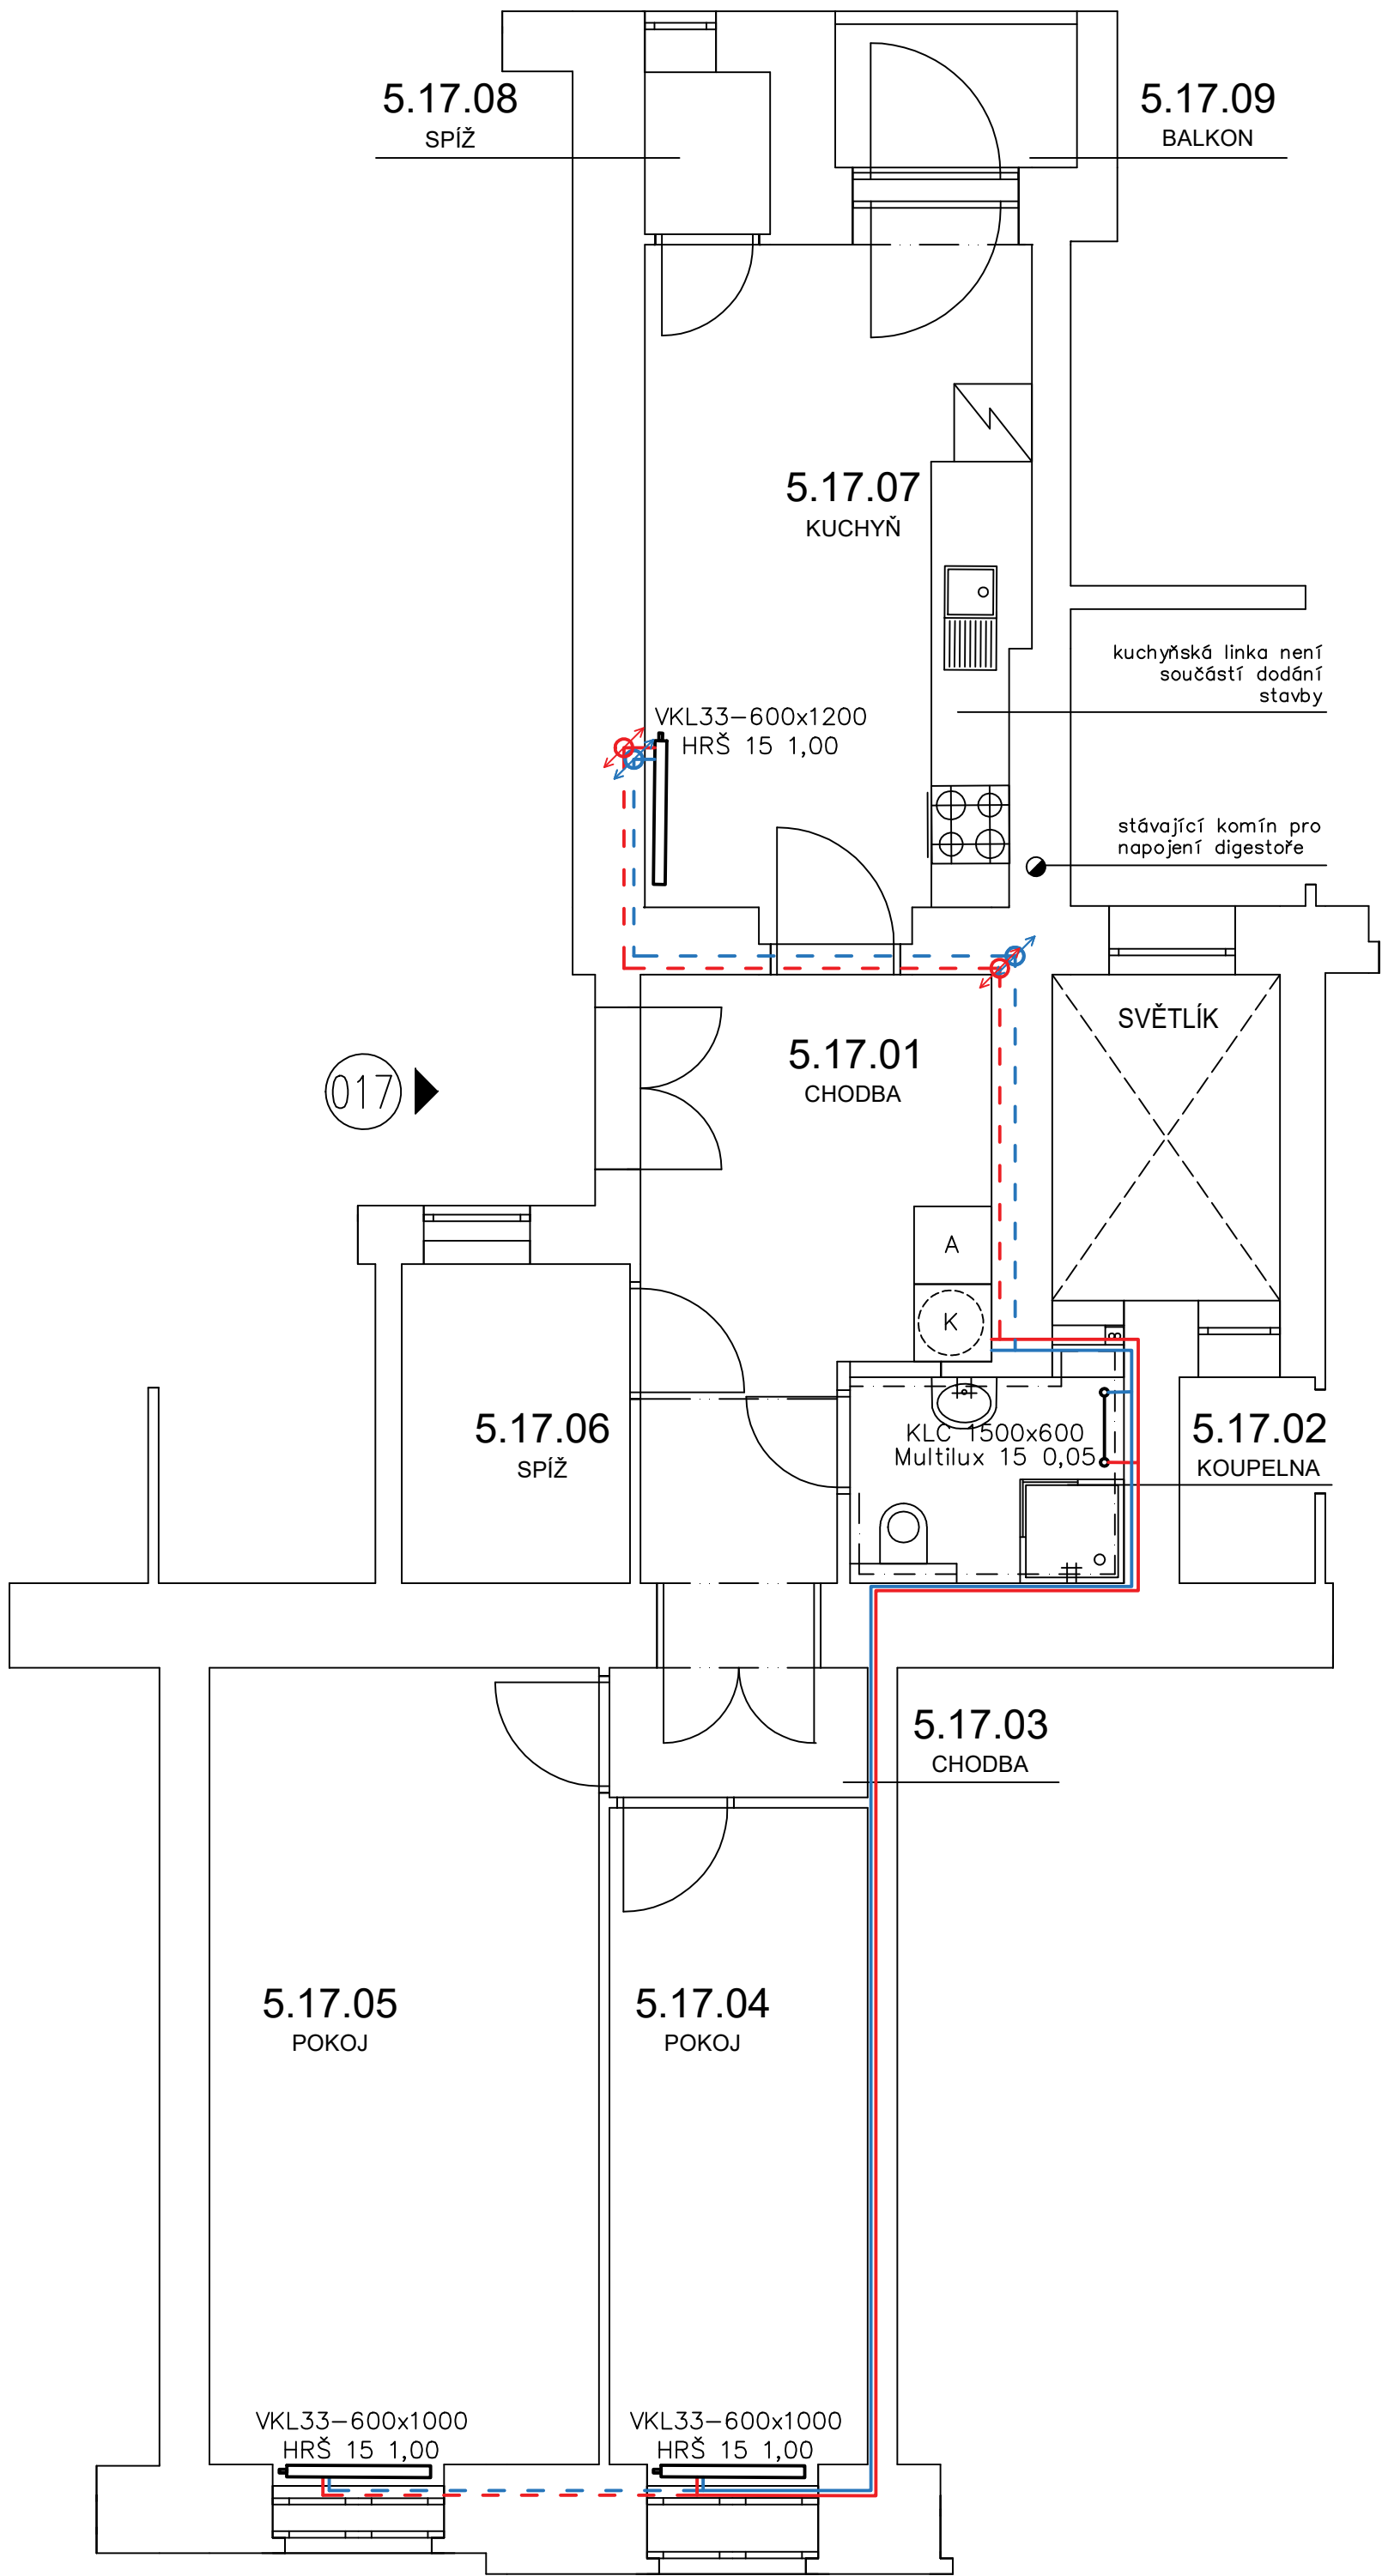 5.17.08
SPÍŽ
5.17.09
BALKON
5.17.07
KUCHYŇ
kuchyňská linka není
součástí dodání
stavby
VKL33-600x1200
HRŠ 15 1,00
stávající komín pro
napojení digestoře
SVĚTLÍK
5.17.01
CHODBA
017
A
K
B
5.17.06
SPÍŽ
KLC 1500x600
Multilux 15 0,05
5.17.02
KOUPELNA
5.17.03
CHODBA
5.17.05
POKOJ
5.17.04
POKOJ
VKL33-600x1000
HRŠ 15 1,00
VKL33-600x1000
HRŠ 15 1,00